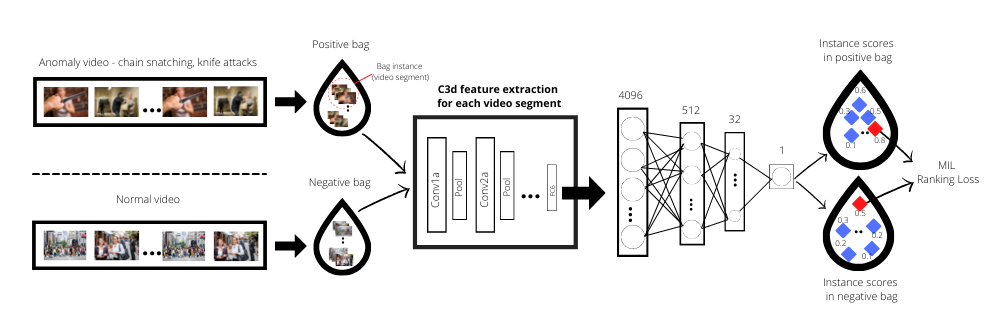 Anomaly video - chain snatching, knife attacks
Positive bag
Bag instance
(video segment)
C3d feature extraction
for each video segment
Conv1a
Pool
Conv2a
Pool
FC6
Normal video
Negative bag
4096
512
32
1
Instance scores
in positive bag
0.6
0.3
0.5
0.1
0.8
MIL
Ranking Loss
0.5
0.3
0.2
0.2
0.1
Instance scores
in negative bag